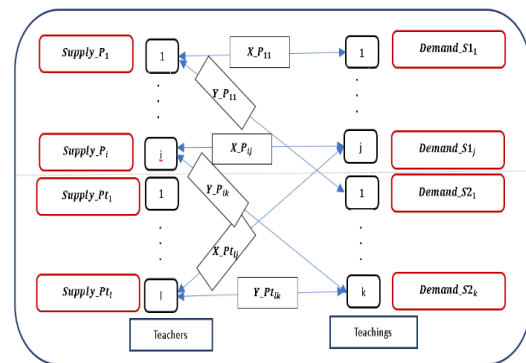 Supply_P₁ 1 X_P₁₁ 1 Demand_S1₁
Y_P₁₁
Supply_Pᵢ i X_Pᵢⱼ j Demand_S1ⱼ
Supply_Pt₁ 1 Y_Pᵢₖ 1 Demand_S2₁
X_Ptₗⱼ
Supply_Ptₗ l Y_Ptₗₖ k Demand_S2ₖ
Teachers Teachings